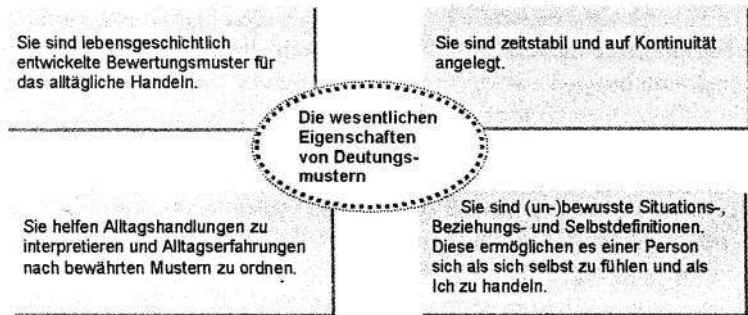 Sie sind lebensgeschichtlich
entwickelte Bewertungsmuster für
das alltägliche Handeln.
Sie sind zeitstabil und auf Kontinuität
angelegt.
Die wesentlichen
Eigenschaften
von Deutungs-
mustern
Sie helfen Alltagshandlungen zu
interpretieren und Alltagserfahrungen
nach bewährten Mustern zu ordnen.
Sie sind (un-)bewusste Situations-,
Beziehungs- und Selbstdefinitionen.
Diese ermöglichen es einer Person
sich als sich selbst zu fühlen und als
Ich zu handeln.